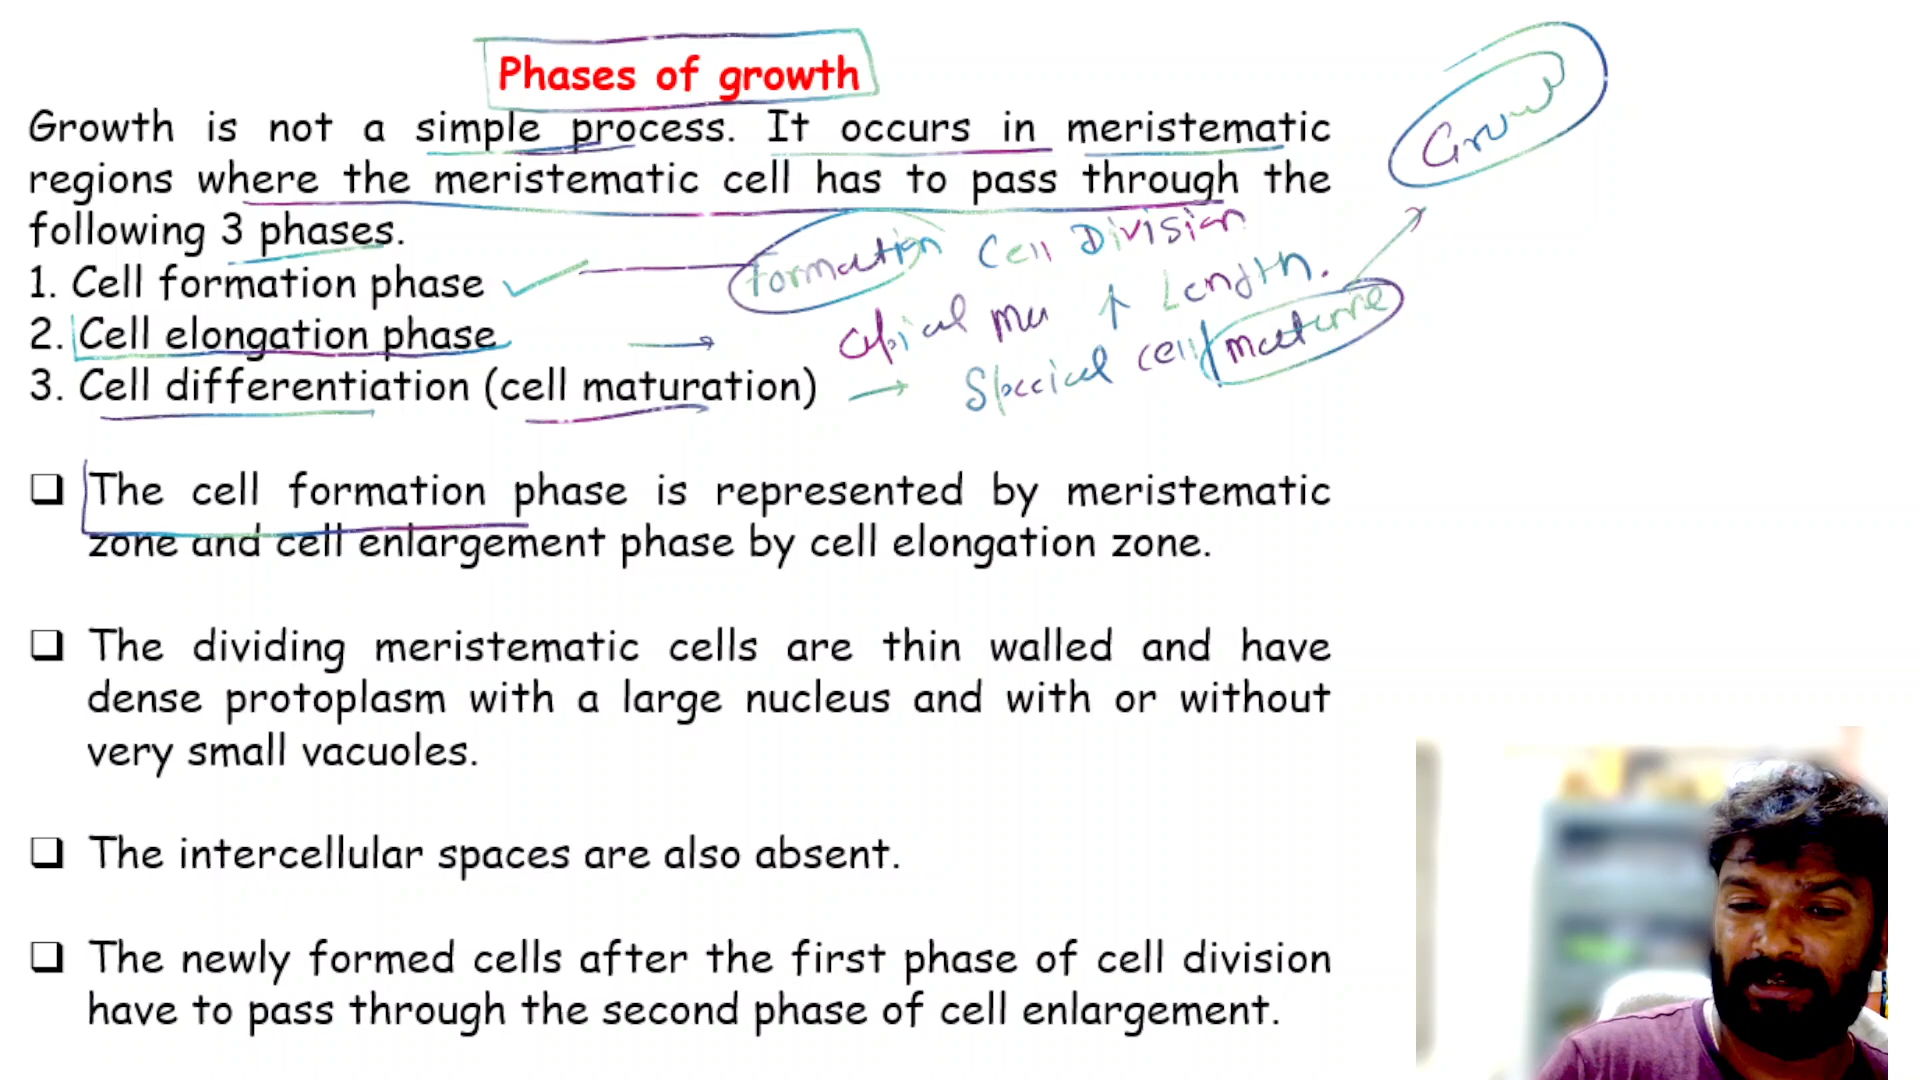 Phases of growth
Growth is not a simple process. It occurs in meristematic
regions where the meristematic cell has to pass through the
following 3 phases.
1. Cell formation phase
2. Cell elongation phase
3. Cell differentiation (cell maturation)
formation Cell Division
apical me ↑ Length.
Special cell mature
Grow
❑ The cell formation phase is represented by meristematic
zone and cell enlargement phase by cell elongation zone.
❑ The dividing meristematic cells are thin walled and have
dense protoplasm with a large nucleus and with or without
very small vacuoles.
❑ The intercellular spaces are also absent.
❑ The newly formed cells after the first phase of cell division
have to pass through the second phase of cell enlargement.